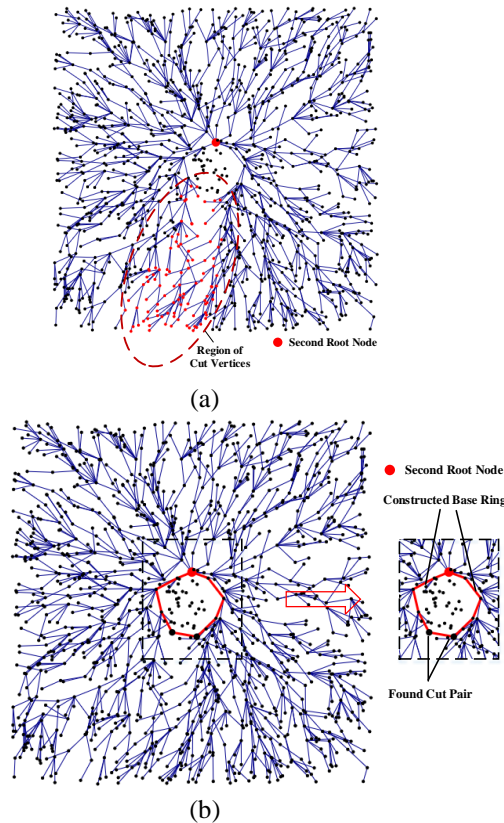 Second Root Node
Region of
Cut Vertices
(a)
Second Root Node
Constructed Base Ring
Found Cut Pair
(b)